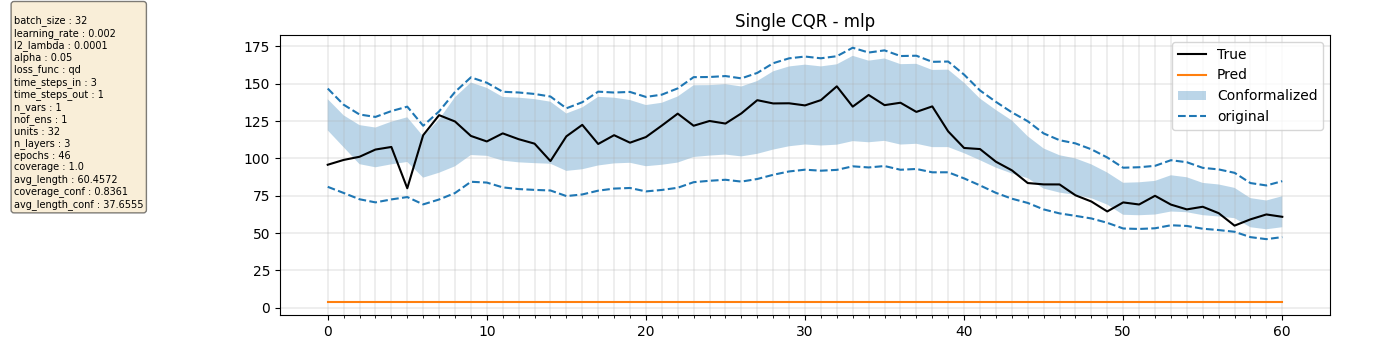 batch_size : 32
learning_rate : 0.002
l2_lambda : 0.0001
alpha : 0.05
loss_func : qd
time_steps_in : 3
time_steps_out : 1
n_vars : 1
nof_ens : 1
units : 32
n_layers : 3
epochs : 46
coverage : 1.0
avg_length : 60.4572
coverage_conf : 0.8361
avg_length_conf : 37.6555
Single CQR - mlp
175
150
125
100
75
50
25
0
0 10 20 30 40 50 60
True
Pred
Conformalized
original